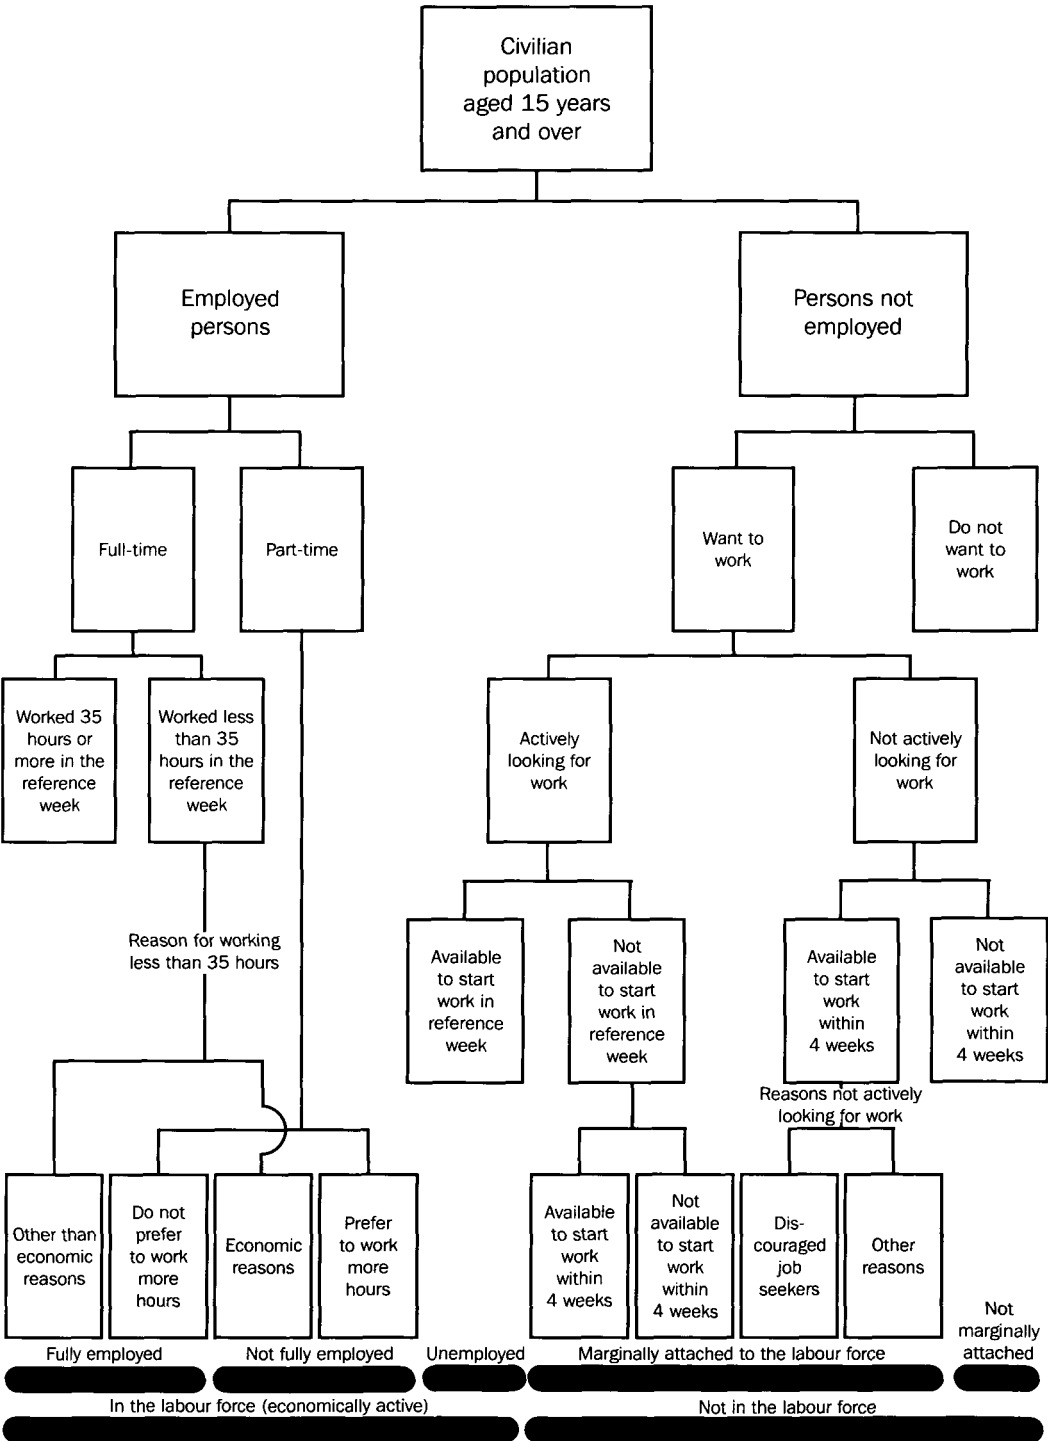 Civilian
population
aged 15 years
and over
Employed
persons
Persons not
employed
Full-time
Part-time
Want to
work
Do not
want to
work
Worked 35
hours or
more in the
reference
week
Worked less
than 35
hours in the
reference
week
Actively
looking for
work
Not actively
looking for
work
Reason for working
less than 35 hours
Available
to start
work in
reference
week
Not
available
to start
work in
reference
week
Available
to start
work
within
4 weeks
Not
available
to start
work
within
4 weeks
Reasons not actively
looking for work
Other than
economic
reasons
Do not
prefer
to work
more
hours
Economic
reasons
Prefer
to work
more
hours
Available
to start
work
within
4 weeks
Not
available
to start
work
within
4 weeks
Dis-
couraged
job
seekers
Other
reasons
Fully employed
Not fully employed
Unemployed
Marginally attached to the labour force
Not
marginally
attached
In the labour force (economically active)
Not in the labour force